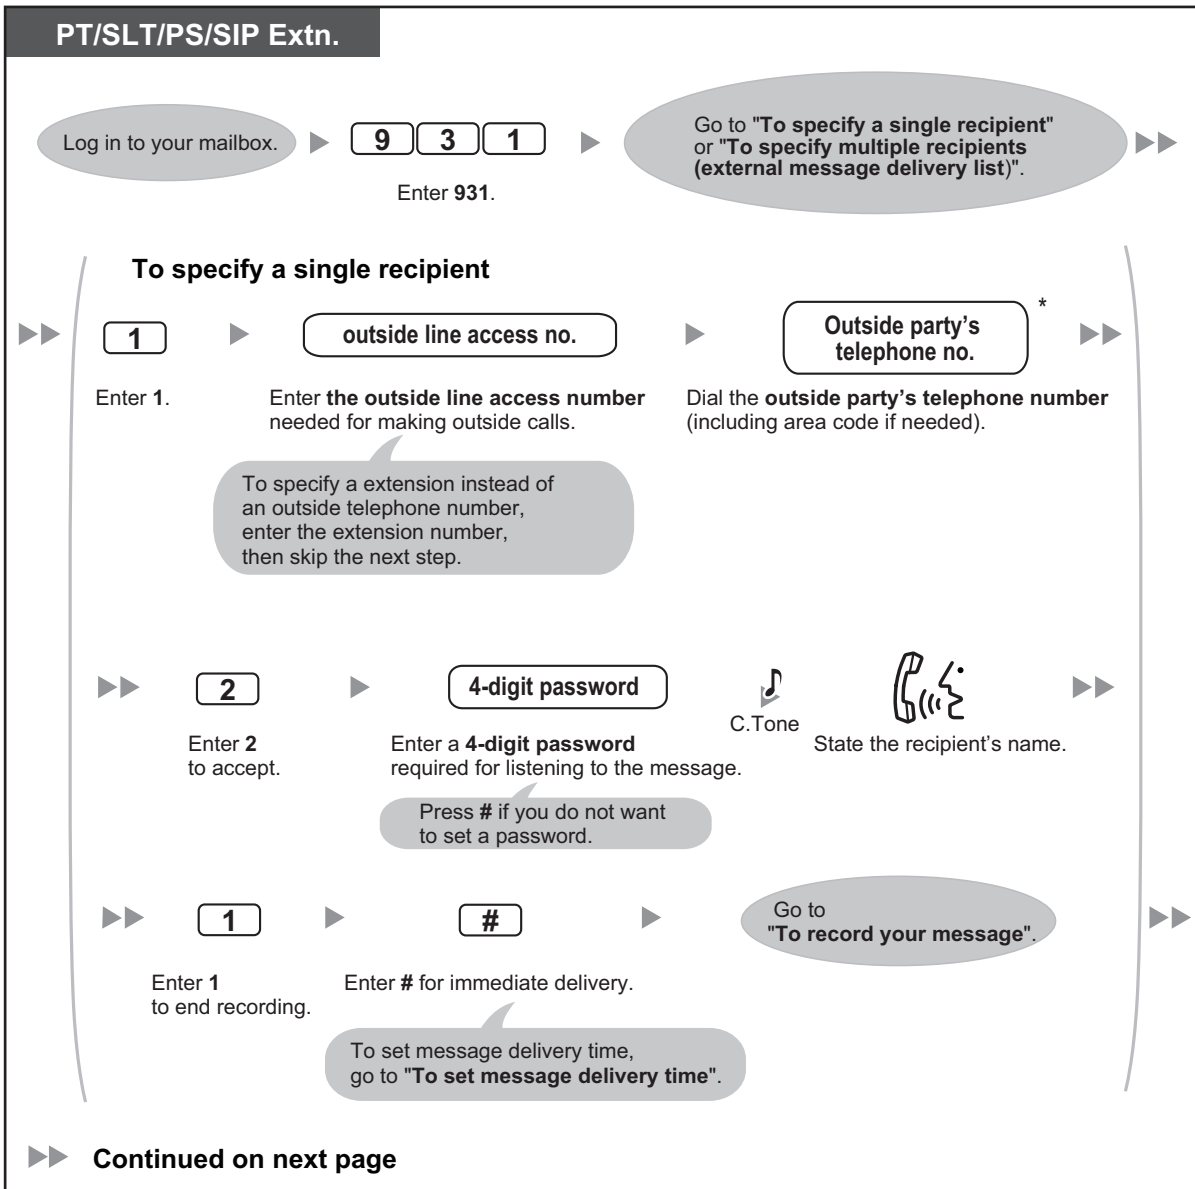 PT/SLT/PS/SIP Extn.
Log in to your mailbox.
9 3 1
Enter 931.
Go to "To specify a single recipient"
or "To specify multiple recipients
(external message delivery list)".
To specify a single recipient
1
Enter 1.
outside line access no.
Enter the outside line access number
needed for making outside calls.
To specify a extension instead of
an outside telephone number,
enter the extension number,
then skip the next step.
Outside party's
telephone no.
*
Dial the outside party's telephone number
(including area code if needed).
2
Enter 2
to accept.
4-digit password
Enter a 4-digit password
required for listening to the message.
Press # if you do not want
to set a password.
C.Tone
State the recipient's name.
1
Enter 1
to end recording.
#
Enter # for immediate delivery.
To set message delivery time,
go to "To set message delivery time".
Go to
"To record your message".
Continued on next page